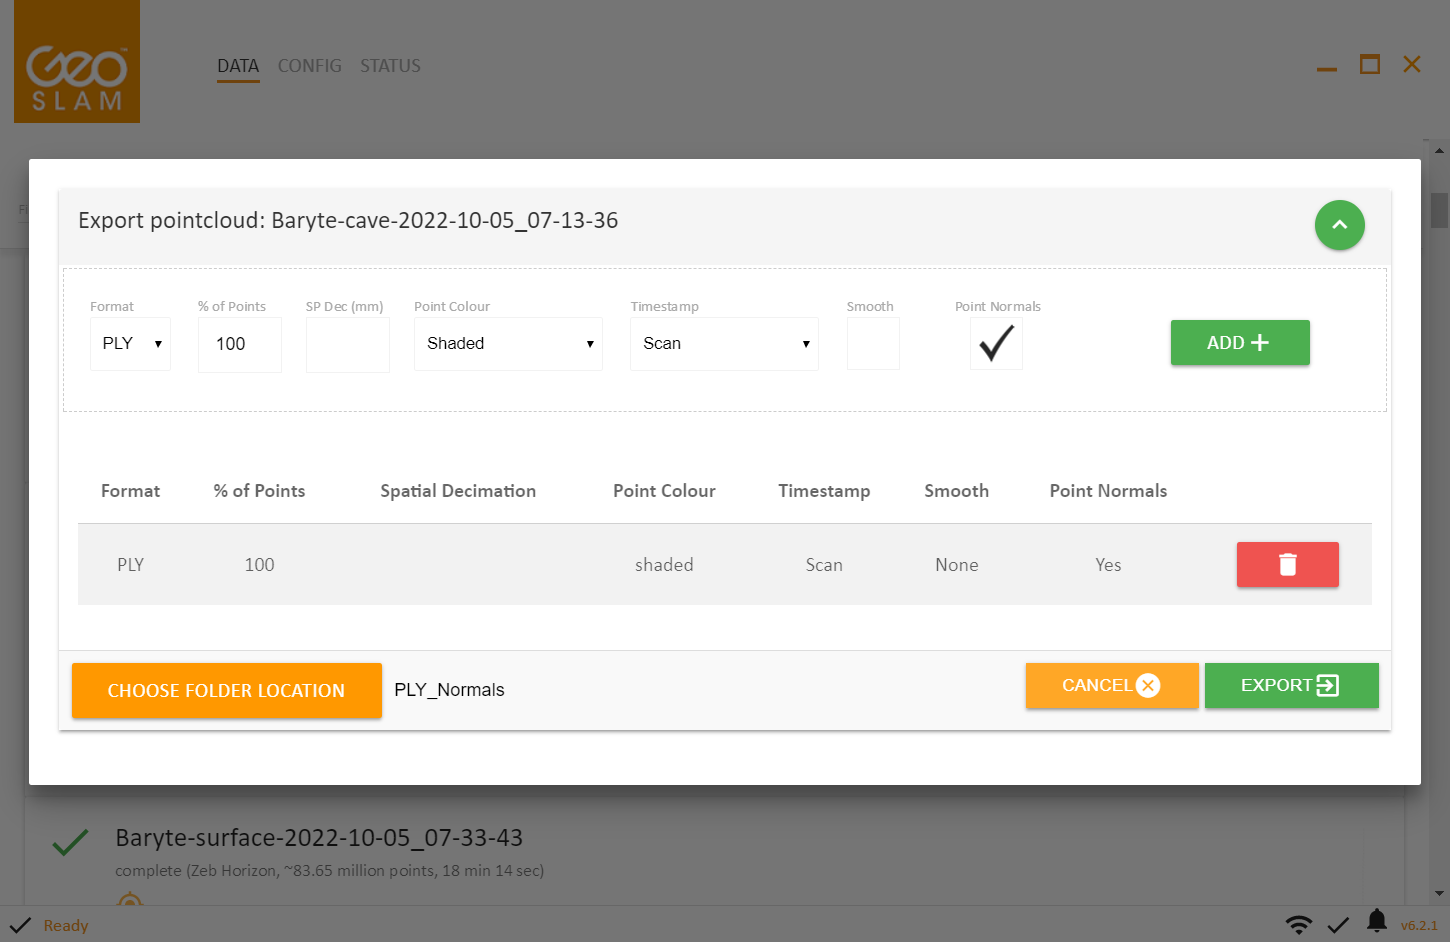 GEO™
SLAM
DATA CONFIG STATUS
Export pointcloud: Baryte-cave-2022-10-05_07-13-36
Format % of Points SP Dec (mm) Point Colour Timestamp Smooth Point Normals
PLY 100 Shaded Scan ADD
Format % of Points Spatial Decimation Point Colour Timestamp Smooth Point Normals
PLY 100 shaded Scan None Yes
CHOOSE FOLDER LOCATION PLY_Normals CANCEL EXPORT
Baryte-surface-2022-10-05_07-33-43
complete (Zeb Horizon, ~83.65 million points, 18 min 14 sec)
Ready v6.2.1